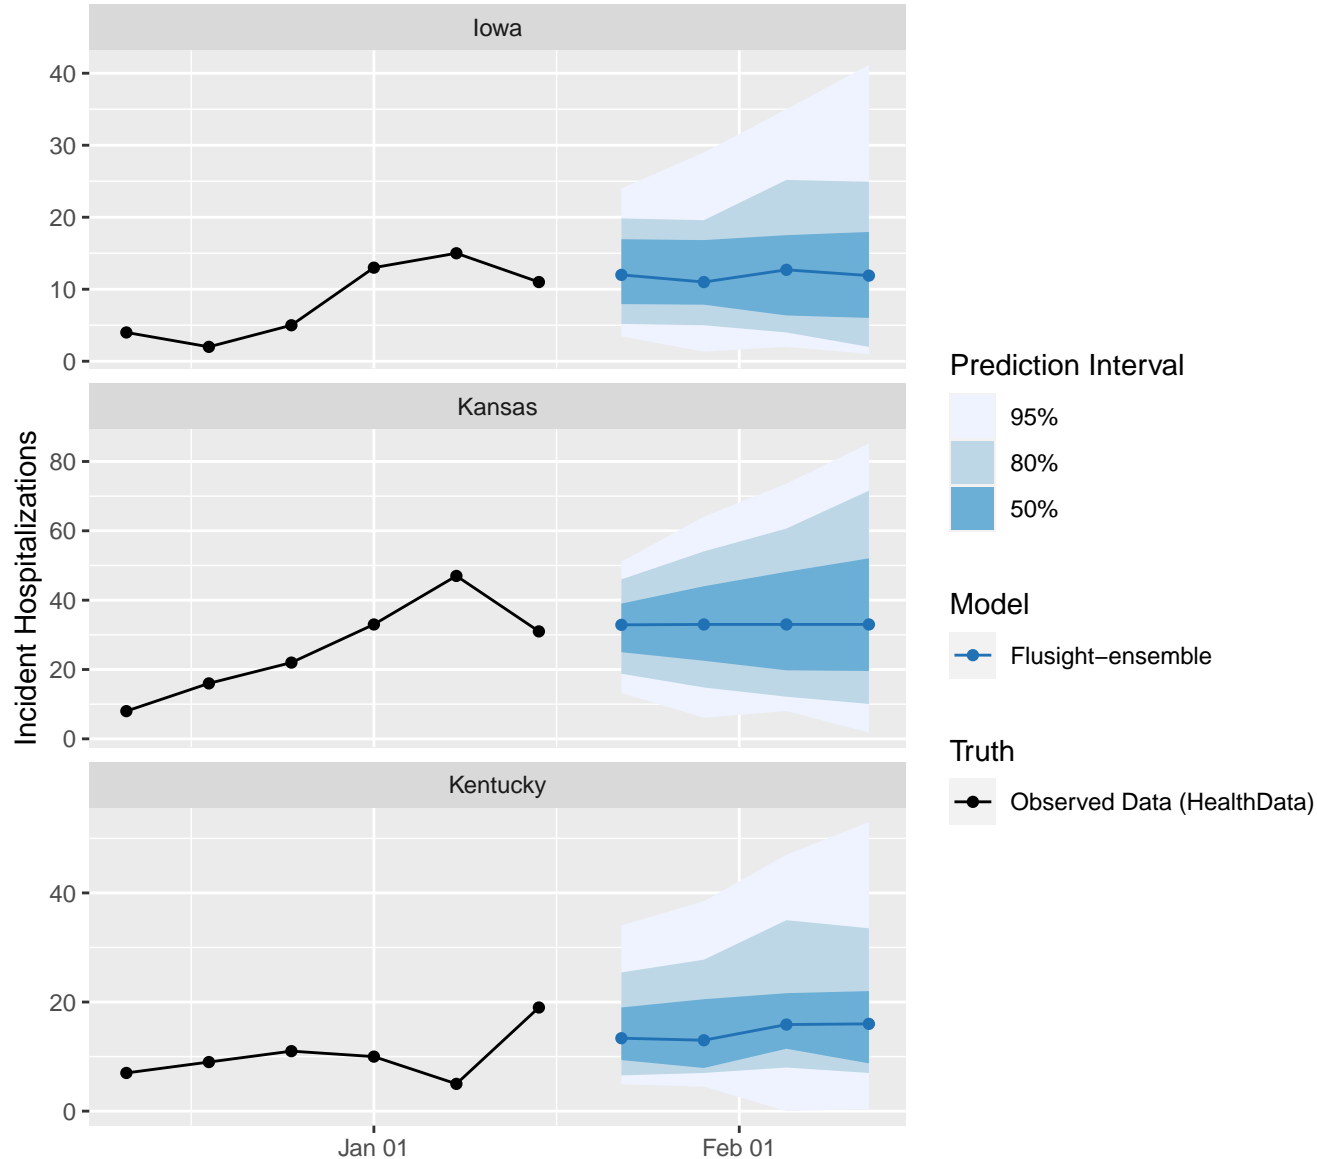 Iowa
40
30
20
10
0
Kansas
80
60
40
20
0
Kentucky
40
20
0
Jan 01
Feb 01
Incident Hospitalizations
Prediction Interval
95%
80%
50%
Model
Flusight−ensemble
Truth
Observed Data (HealthData)